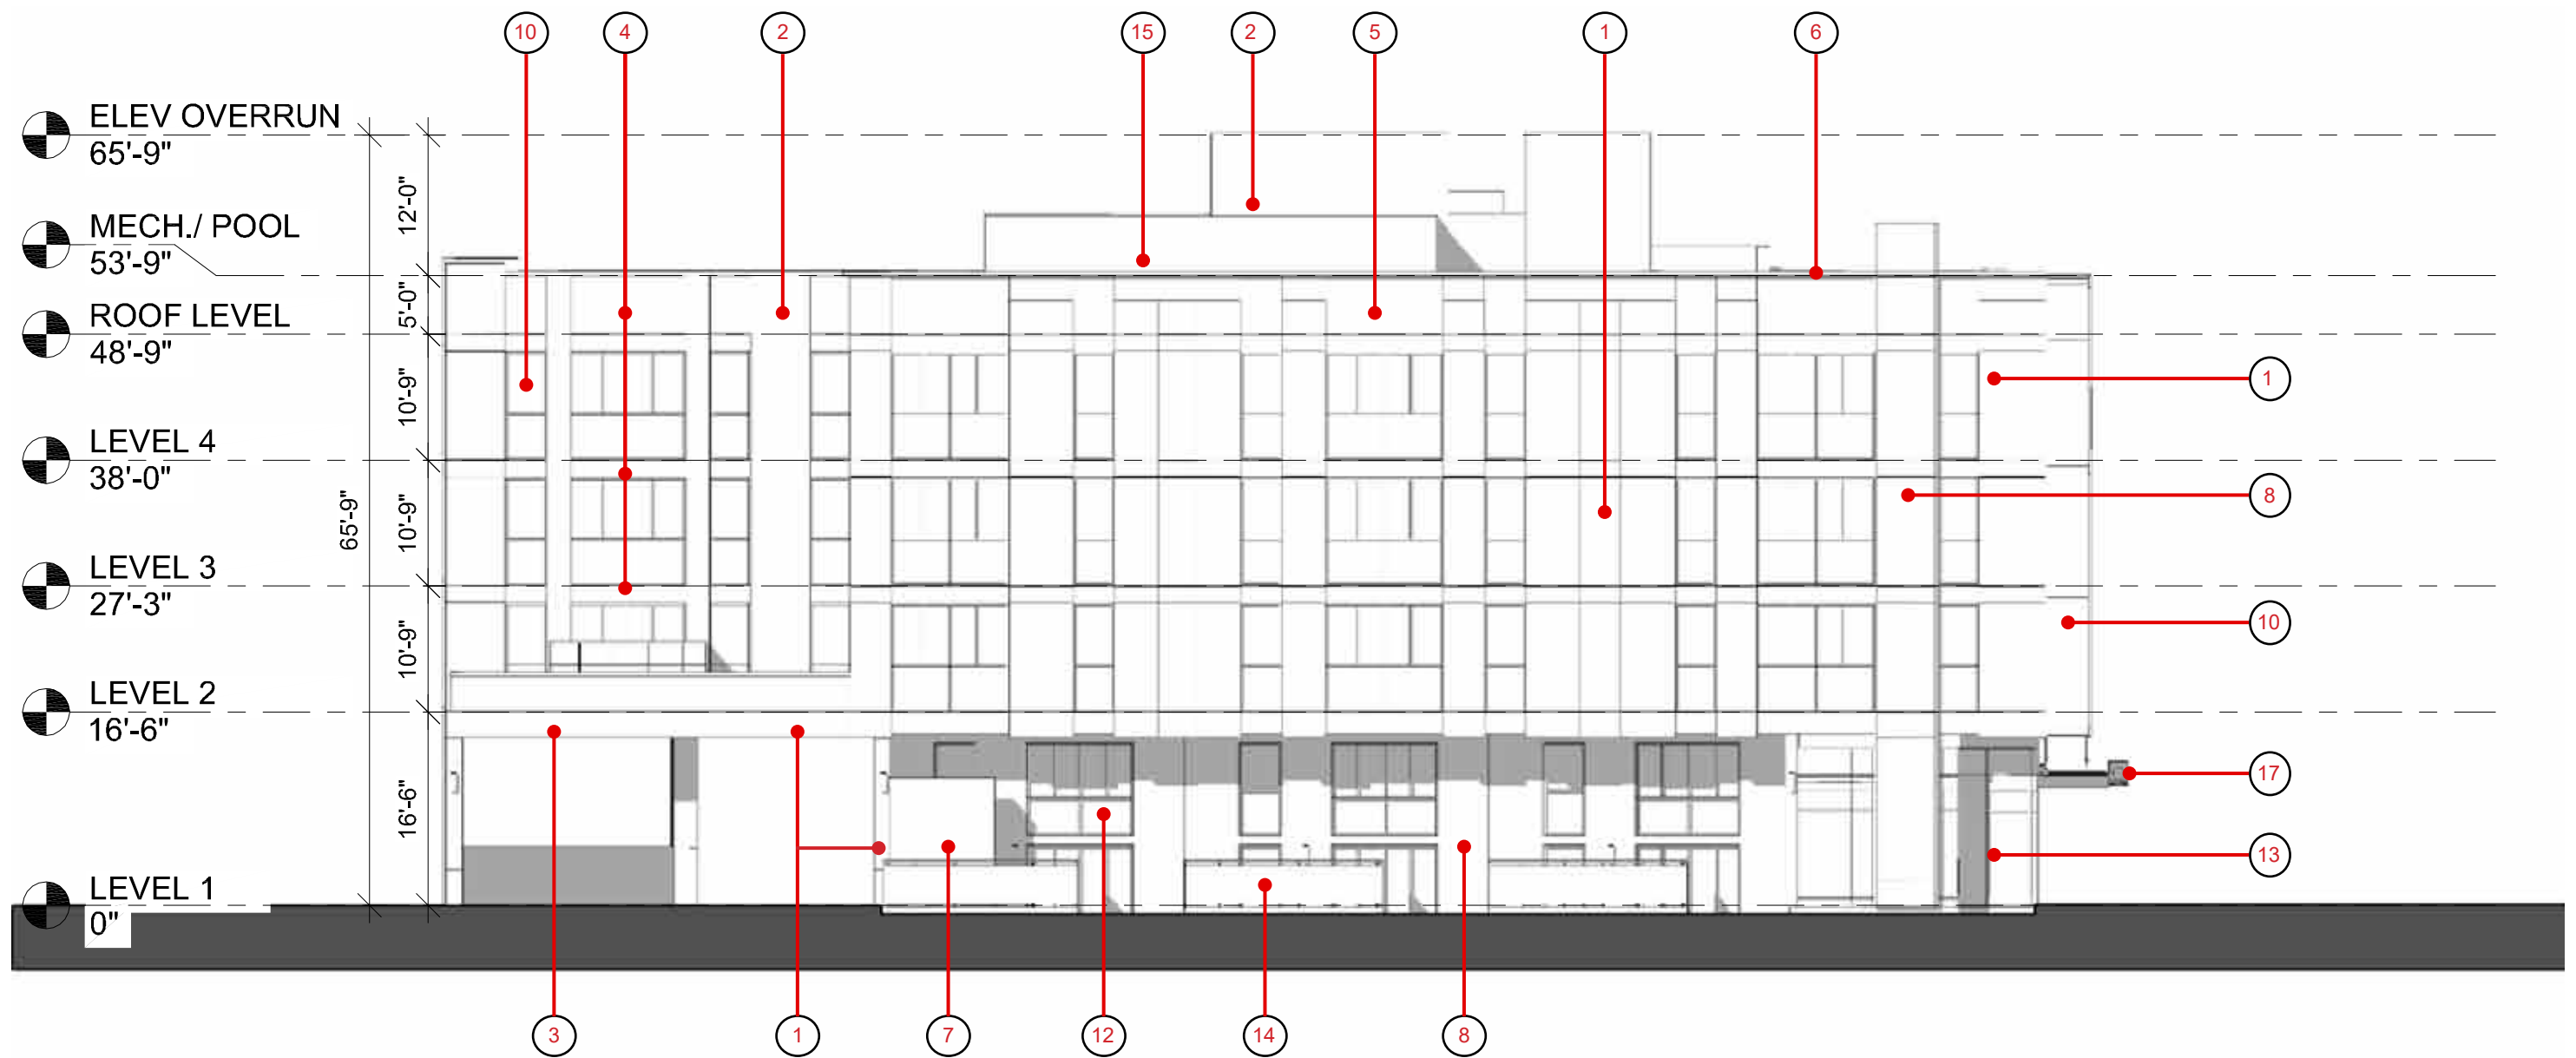 10 4 2 15 2 5 1 6
ELEV OVERRUN
65'-9"
12'-0"
MECH./ POOL
53'-9"
5'-0"
ROOF LEVEL
48'-9"
10'-9"
1
LEVEL 4
38'-0"
65'-9"
10'-9"
8
LEVEL 3
27'-3"
10'-9"
10
LEVEL 2
16'-6"
17
16'-6"
13
LEVEL 1
0"
3 1 7 12 14 8